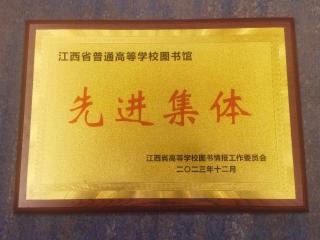 江西省普通高等学校图书馆
先进集体
江西省高等学校图书情报工作委员会
二〇二三年十二月